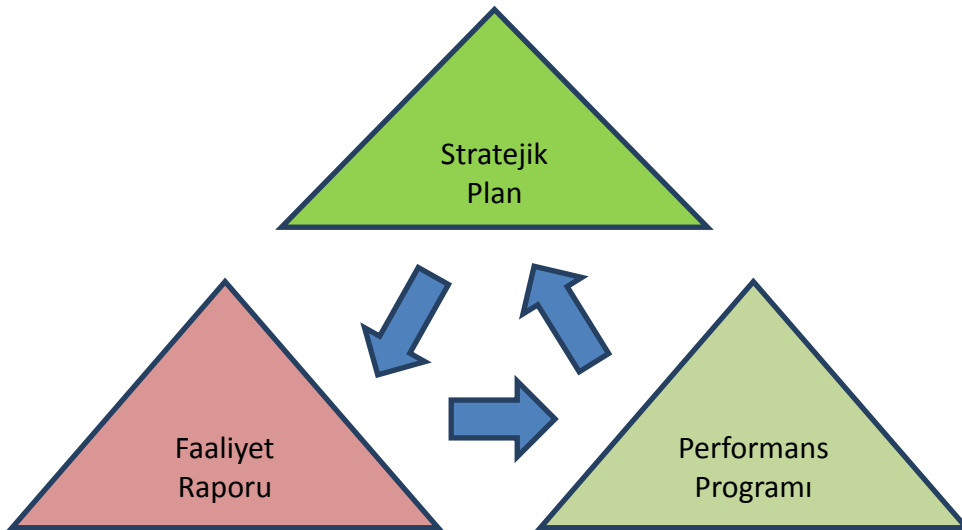 Stratejik
Plan
Faaliyet
Raporu
Performans
Programı